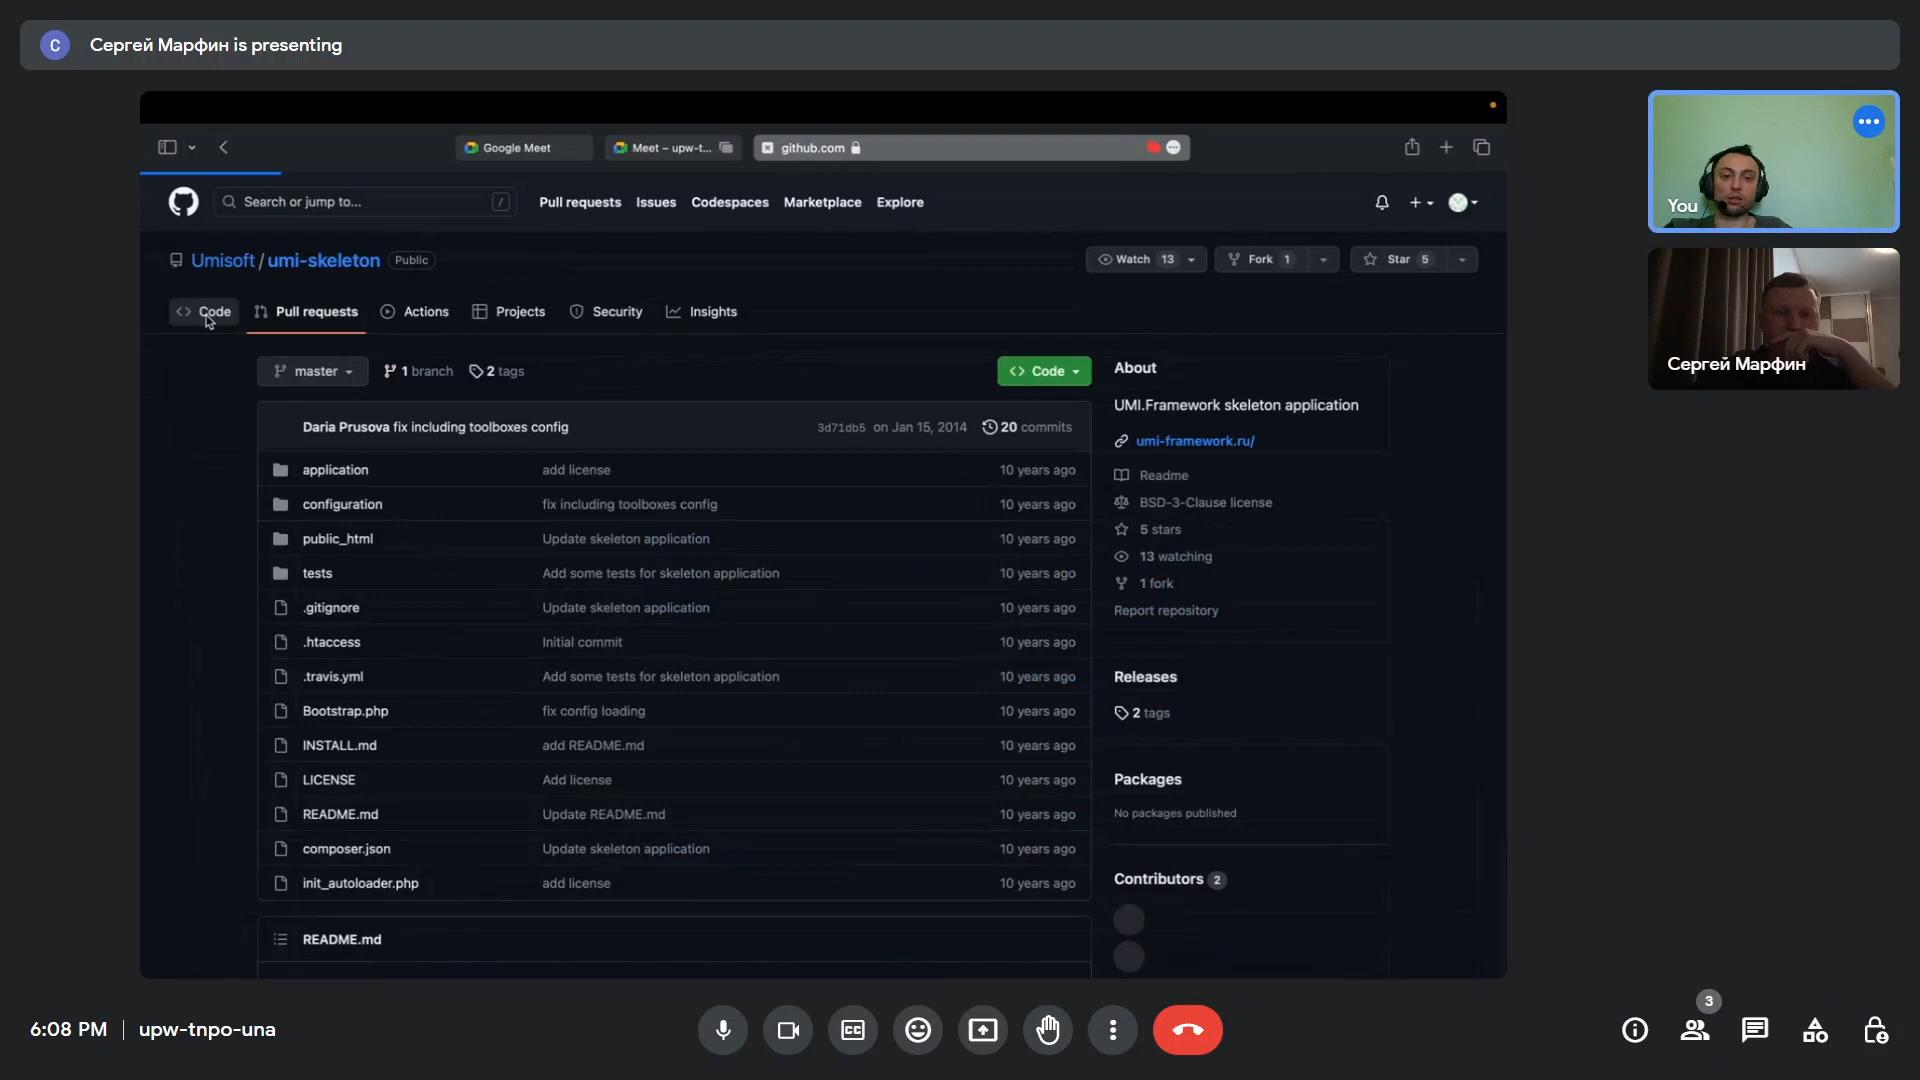 C Сергей Марфин is presenting
Google Meet
Meet – upw-t...
github.com
Search or jump to... /
Pull requests Issues Codespaces Marketplace Explore
Umisoft / umi-skeleton Public
Watch 13 Fork 1 Star 5
Code Pull requests Actions Projects Security Insights
master 1 branch 2 tags Code
Daria Prusova fix including toolboxes config 3d71db5 on Jan 15, 2014 20 commits
application add license 10 years ago
configuration fix including toolboxes config 10 years ago
public_html Update skeleton application 10 years ago
tests Add some tests for skeleton application 10 years ago
.gitignore Update skeleton application 10 years ago
.htaccess Initial commit 10 years ago
.travis.yml Add some tests for skeleton application 10 years ago
Bootstrap.php fix config loading 10 years ago
INSTALL.md add README.md 10 years ago
LICENSE Add license 10 years ago
README.md Update README.md 10 years ago
composer.json Update skeleton application 10 years ago
init_autoloader.php add license 10 years ago
README.md
About
UMI.Framework skeleton application
umi-framework.ru/
Readme
BSD-3-Clause license
5 stars
13 watching
1 fork
Report repository
Releases
2 tags
Packages
No packages published
Contributors 2
You
Сергей Марфин
6:08 PM | upw-tnpo-una
CC
3